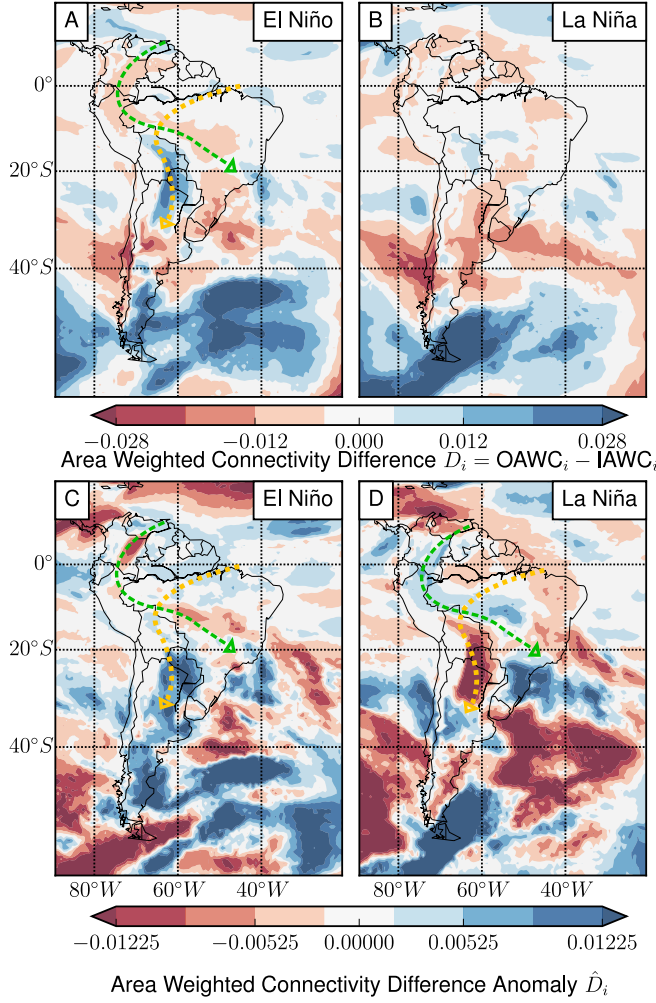 A
El Niño
B
La Niña
0°
20°S
40°S
−0.028
−0.012
0.000
0.012
0.028
Area Weighted Connectivity Difference D_i = OAWC_i − IAWC_i
C
El Niño
D
La Niña
0°
20°S
40°S
80°W
60°W
40°W
80°W
60°W
40°W
−0.01225
−0.00525
0.00000
0.00525
0.01225
Area Weighted Connectivity Difference Anomaly D̂_i